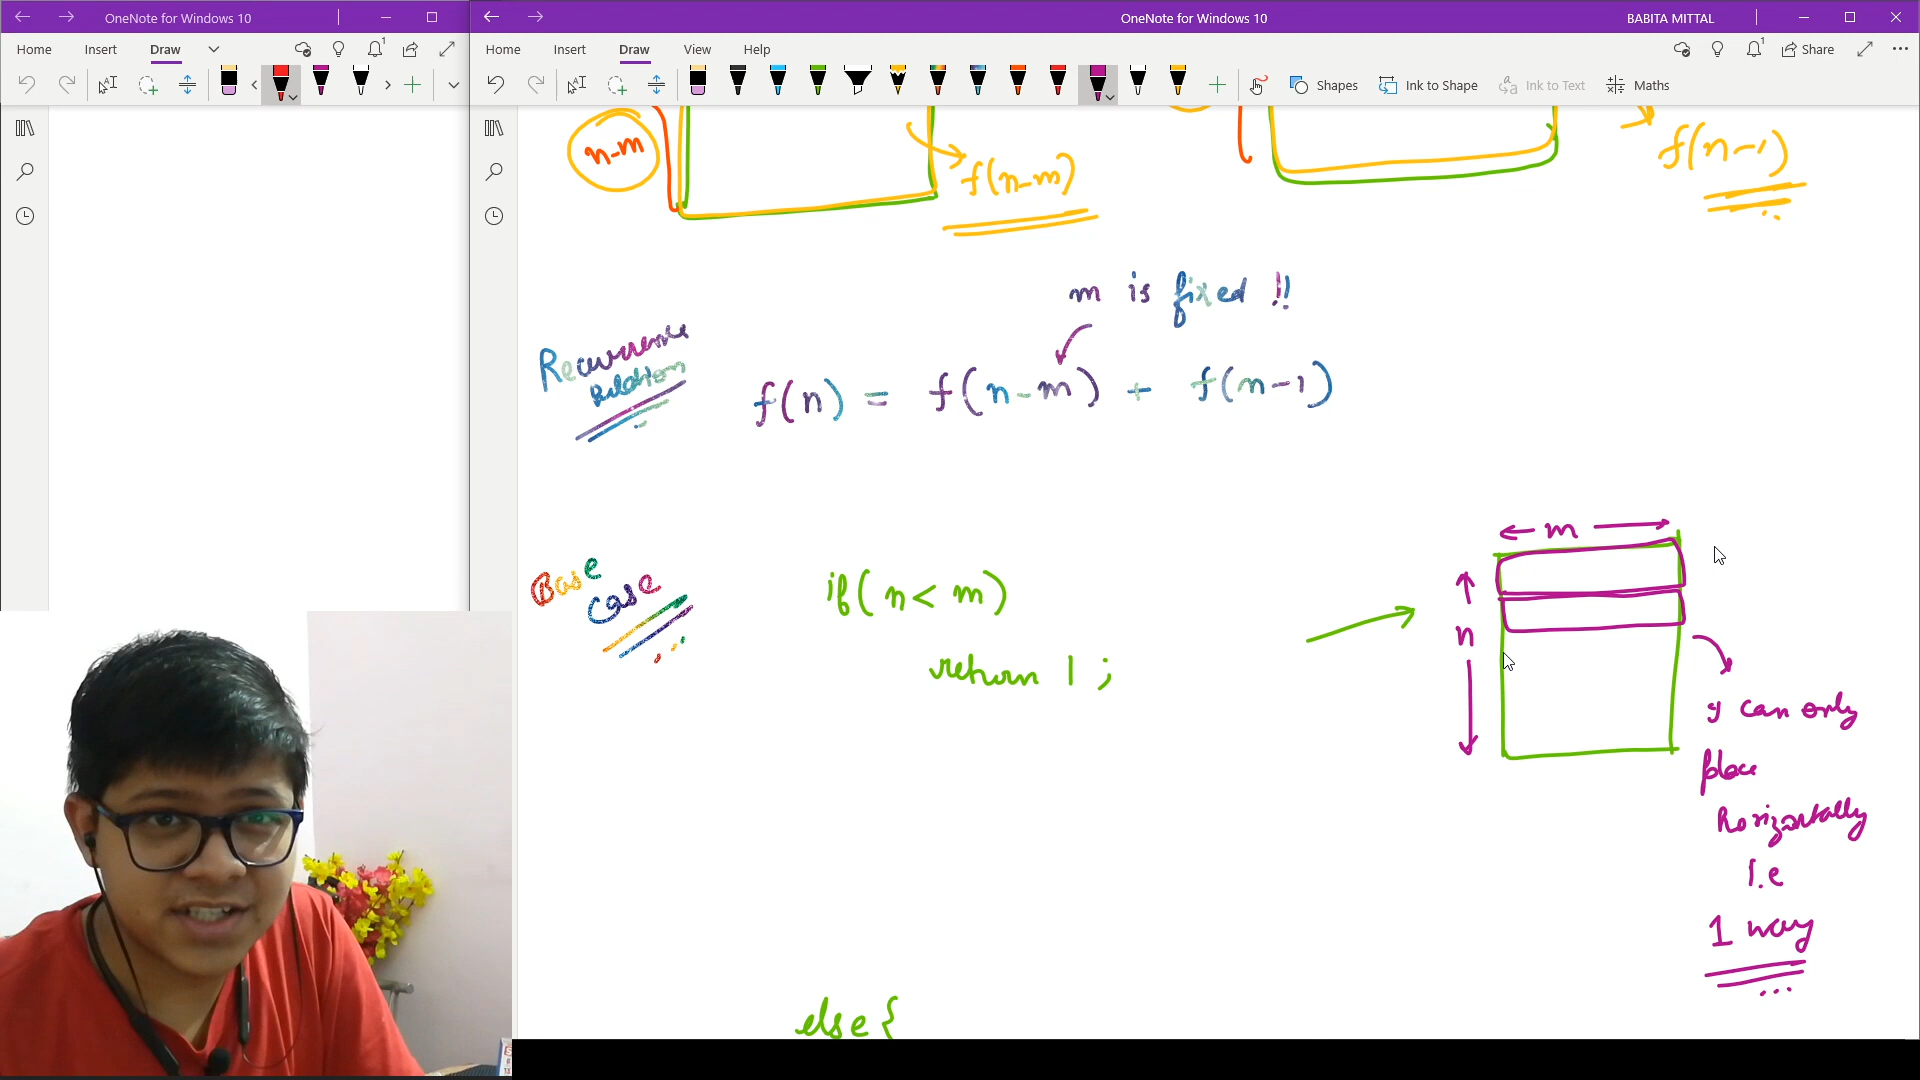 OneNote for Windows 10
Home Insert Draw
OneNote for Windows 10
BABITA MITTAL
Home Insert Draw View Help
Share
Shapes Ink to Shape Ink to Text Maths
n-m
f(n-m)
f(n-1)
m is fixed !!
Recurrence
Relation
f(n) = f(n-m) + f(n-1)
Base
Case
if( n < m )
return 1 ;
else {
m
n
can only
place
horizontally
I.e
1 way